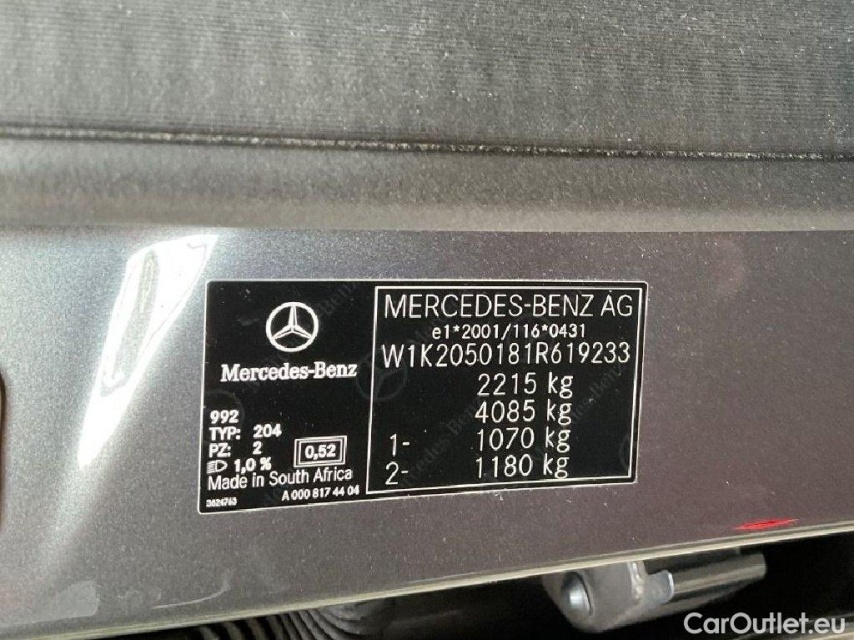 Mercedes-Benz
992
TYP: 204
PZ: 2
0,52
1,0 %
Made in South Africa
A 000 817 44 04
MERCEDES-BENZ AG
e1*2001/116*0431
W1K2050181R619233
2215 kg
4085 kg
1- 1070 kg
2- 1180 kg
CarOutlet.eu